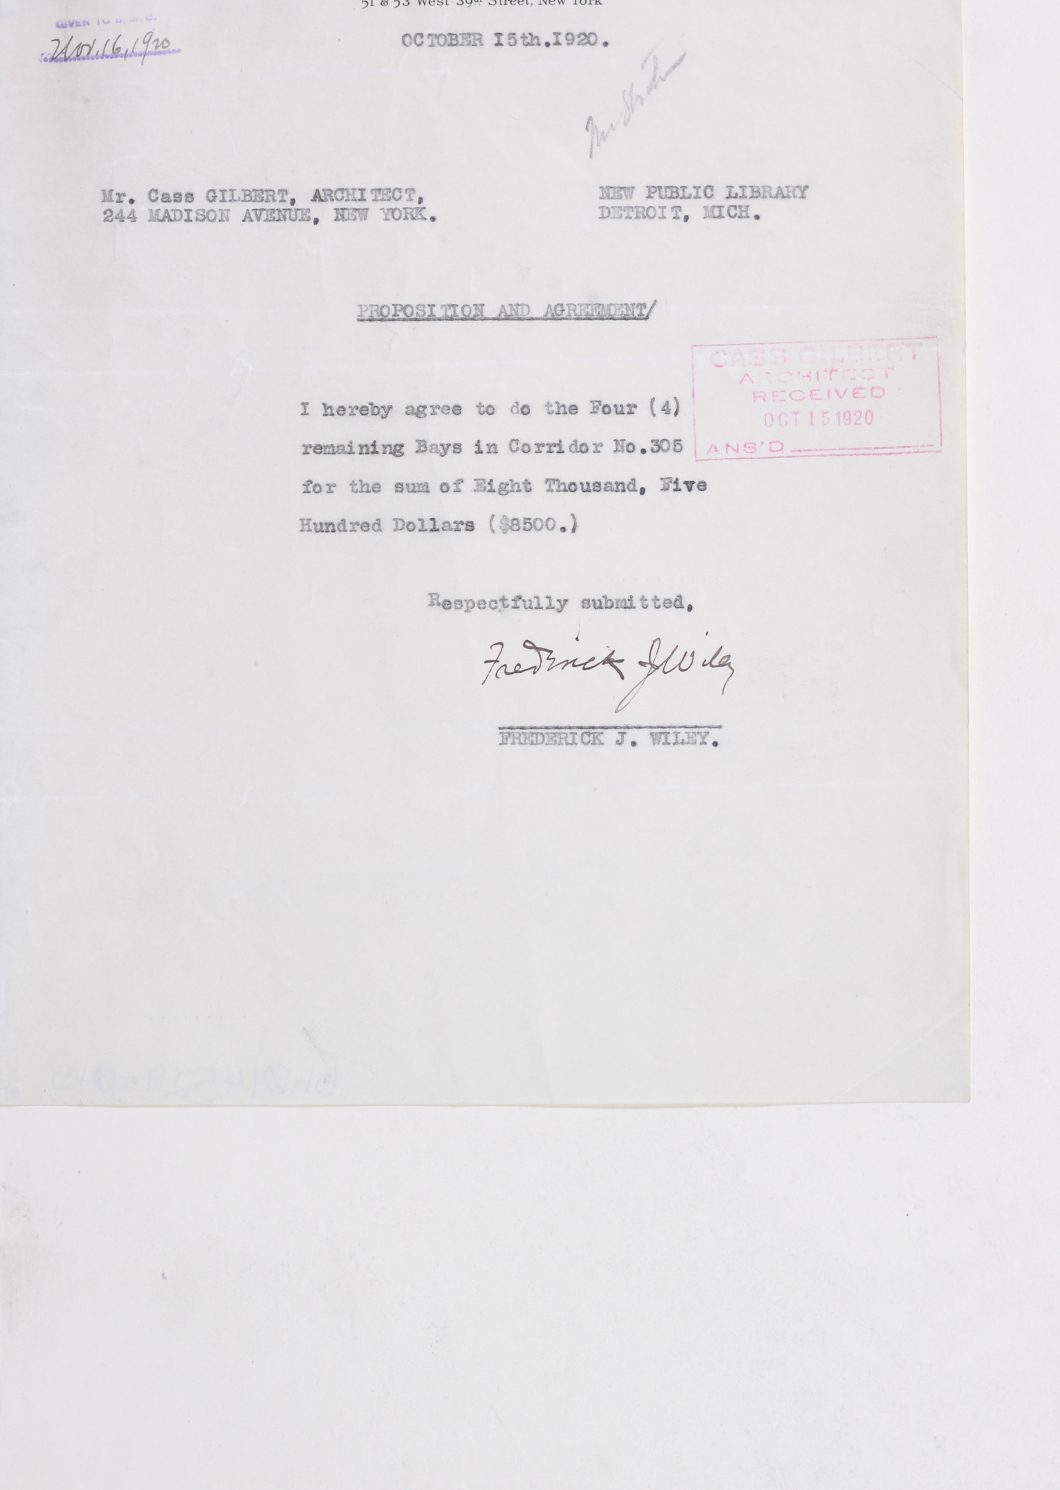 51 & 53 West 39th Street, New York
GIVEN TO
Nov. 16, 1920
OCTOBER 15th.1920.
Mr. Cass GILBERT, ARCHITECT,
244 MADISON AVENUE, NEW YORK.
NEW PUBLIC LIBRARY
DETROIT, MICH.
PROPOSITION AND AGREEMENT/
CASS GILBERT
ARCHITECT
RECEIVED
OCT 15 1920
ANS'D
I hereby agree to do the Four (4)
remaining Bays in Corridor No.305
for the sum of Eight Thousand, Five
Hundred Dollars ($8500.)
Respectfully submitted,
Frederick J Wiley
FREDERICK J. WILEY.